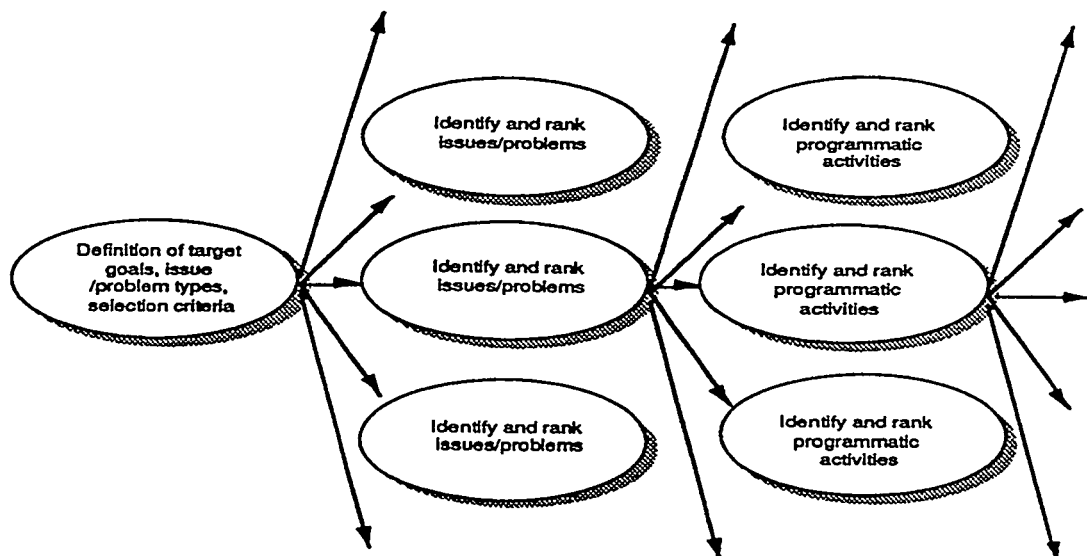 Identify and rank
issues/problems
Identify and rank
programmatic
activities
Definition of target
goals, issue
/problem types,
selection criteria
Identify and rank
issues/problems
Identify and rank
programmatic
activities
Identify and rank
issues/problems
Identify and rank
programmatic
activities